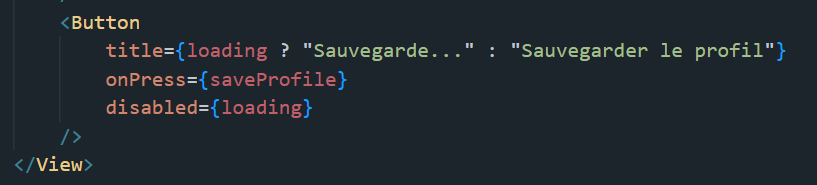 <Button
title={loading ? "Sauvegarde..." : "Sauvegarder le profil"}
onPress={saveProfile}
disabled={loading}
/>
</View>